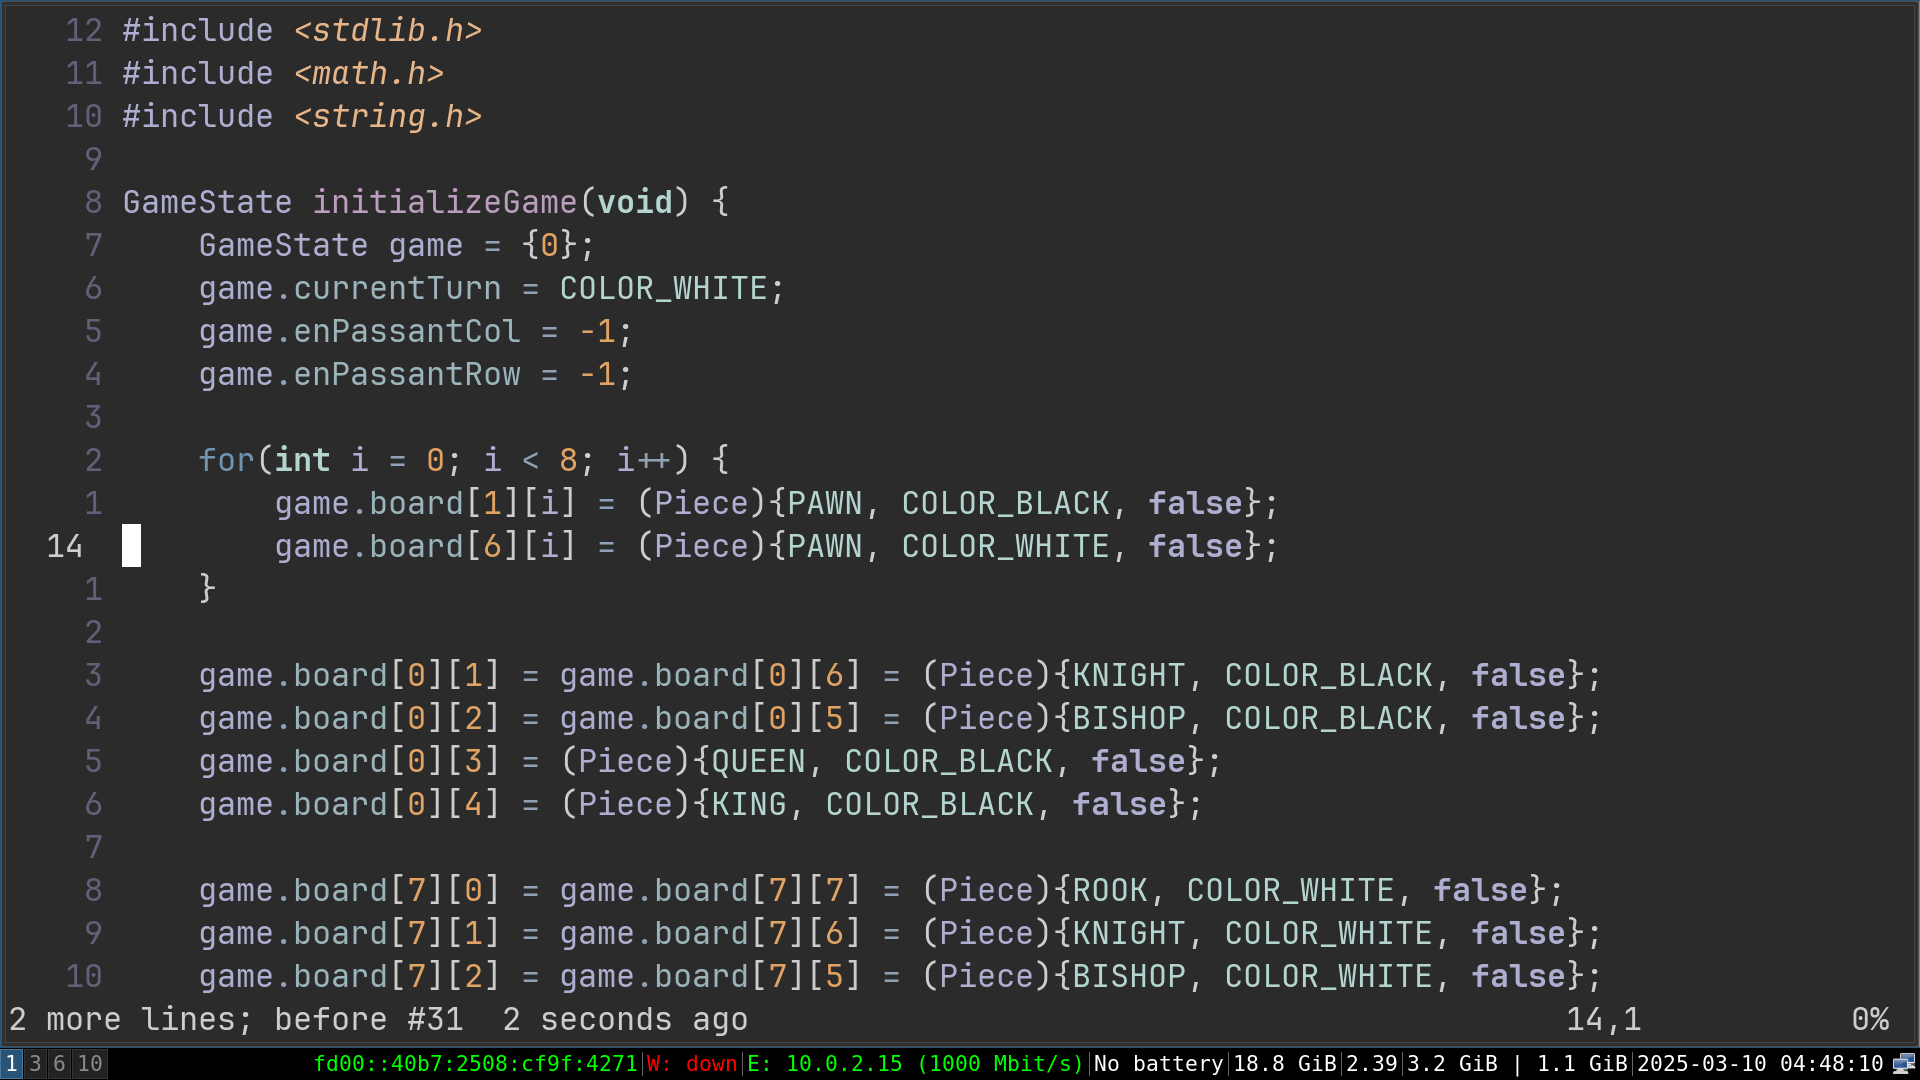 12 #include <stdlib.h>
11 #include <math.h>
10 #include <string.h>
9
8 GameState initializeGame(void) {
7     GameState game = {0};
6     game.currentTurn = COLOR_WHITE;
5     game.enPassantCol = -1;
4     game.enPassantRow = -1;
3
2     for(int i = 0; i < 8; i++) {
1         game.board[1][i] = (Piece){PAWN, COLOR_BLACK, false};
14         game.board[6][i] = (Piece){PAWN, COLOR_WHITE, false};
1     }
2
3     game.board[0][1] = game.board[0][6] = (Piece){KNIGHT, COLOR_BLACK, false};
4     game.board[0][2] = game.board[0][5] = (Piece){BISHOP, COLOR_BLACK, false};
5     game.board[0][3] = (Piece){QUEEN, COLOR_BLACK, false};
6     game.board[0][4] = (Piece){KING, COLOR_BLACK, false};
7
8     game.board[7][0] = game.board[7][7] = (Piece){ROOK, COLOR_WHITE, false};
9     game.board[7][1] = game.board[7][6] = (Piece){KNIGHT, COLOR_WHITE, false};
10     game.board[7][2] = game.board[7][5] = (Piece){BISHOP, COLOR_WHITE, false};
2 more lines; before #31  2 seconds ago 14,1 0%
1 3 6 10 fd00::40b7:2508:cf9f:4271|W: down|E: 10.0.2.15 (1000 Mbit/s)|No battery|18.8 GiB|2.39|3.2 GiB | 1.1 GiB|2025-03-10 04:48:10